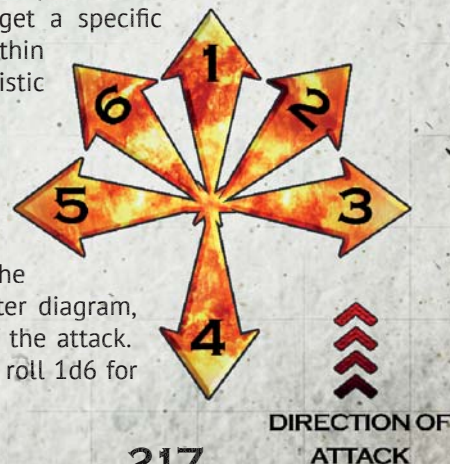 get a specific
thin
istic
he
ter diagram,
the attack.
roll 1d6 for
1
6
2
5
3
4
DIRECTION OF
ATTACK
217